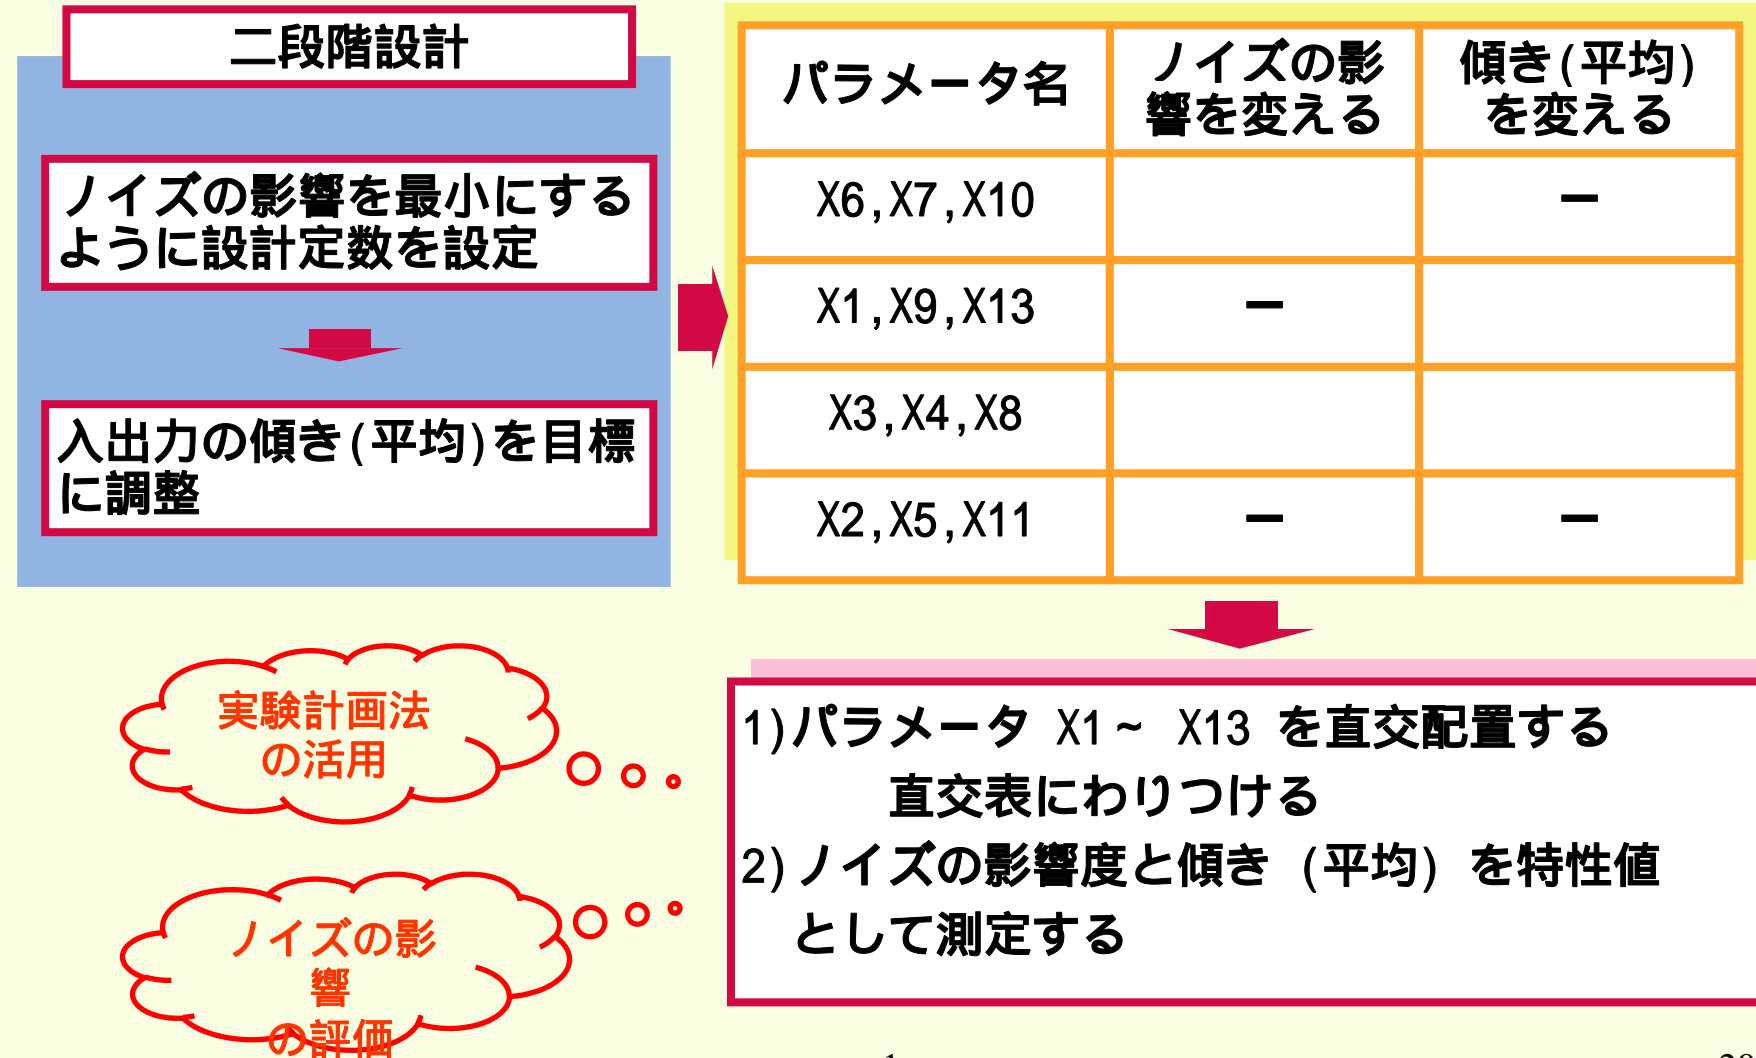 二段階設計
ノイズの影響を最小にする
ように設計定数を設定
入出力の傾き(平均)を目標
に調整
パラメータ名
ノイズの影
響を変える
傾き(平均)
を変える
X6,X7,X10
ー
X1,X9,X13
ー
X3,X4,X8
X2,X5,X11
ー
ー
実験計画法
の活用
ノイズの影
響
の評価
1)パラメータ X1~ X13 を直交配置する
直交表にわりつける
2)ノイズの影響度と傾き (平均) を特性値
として測定する